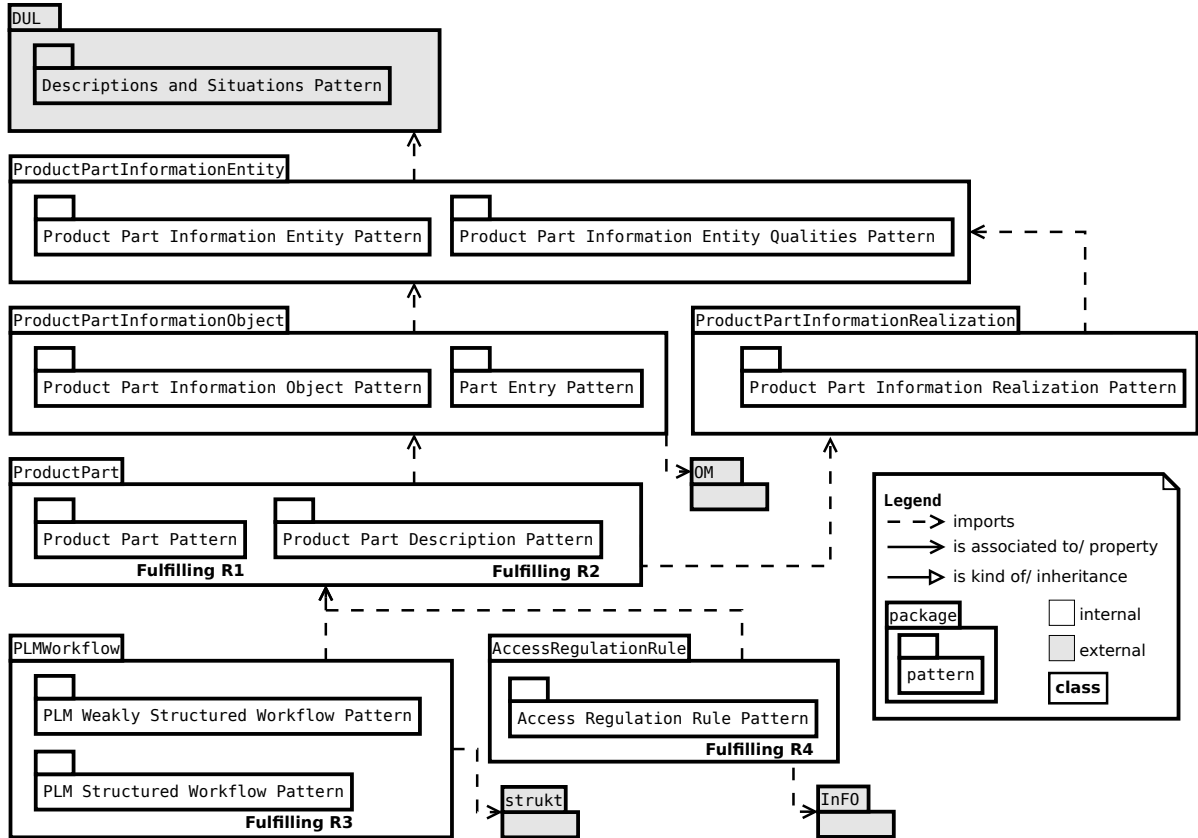 DUL
Descriptions and Situations Pattern
ProductPartInformationEntity
Product Part Information Entity Pattern
Product Part Information Entity Qualities Pattern
ProductPartInformationObject
Product Part Information Object Pattern
Part Entry Pattern
ProductPartInformationRealization
Product Part Information Realization Pattern
ProductPart
Product Part Pattern
Fulfilling R1
Product Part Description Pattern
Fulfilling R2
OM
PLMWorkflow
PLM Weakly Structured Workflow Pattern
PLM Structured Workflow Pattern
Fulfilling R3
AccessRegulationRule
Access Regulation Rule Pattern
Fulfilling R4
strukt
InFO
Legend
imports
is associated to/ property
is kind of/ inheritance
package
pattern
internal
external
class